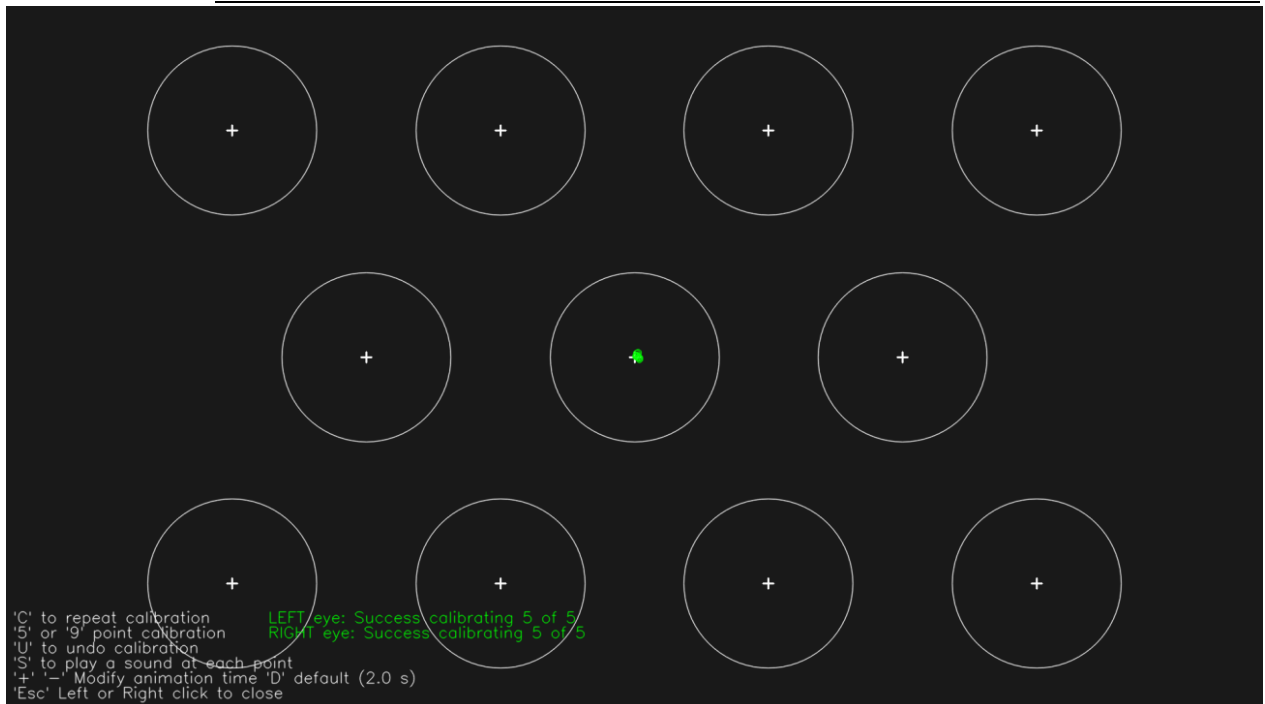 'C' to repeat calibration LEFT eye: Success calibrating 5 of 5
'5' or '9' point calibration RIGHT eye: Success calibrating 5 of 5
'U' to undo calibration
'S' to play a sound at each point
'+' '-' Modify animation time 'D' default (2.0 s)
'Esc' Left or Right click to close